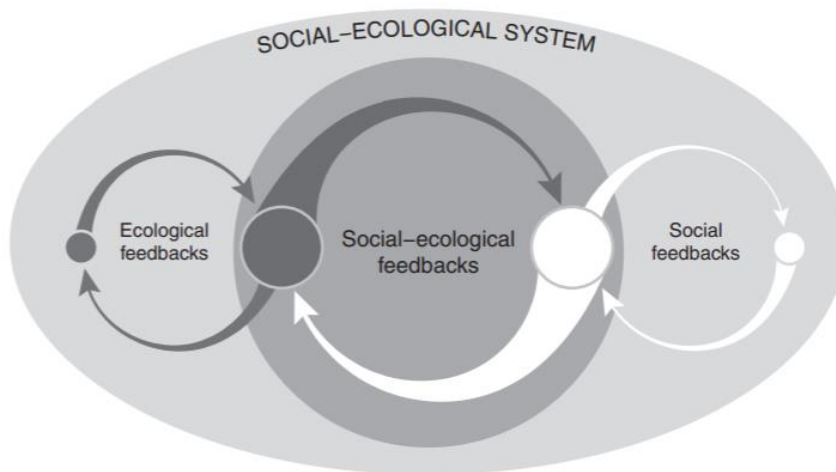 SOCIAL–ECOLOGICAL SYSTEM
Ecological
feedbacks
Social–ecological
feedbacks
Social
feedbacks